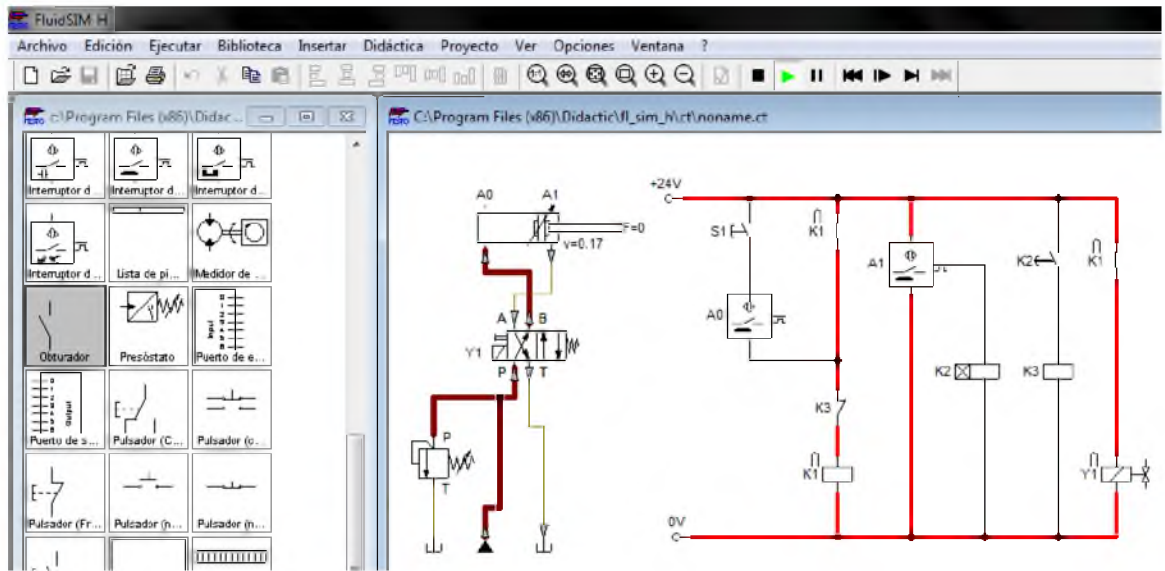 FluidSIM-H
Archivo Edición Ejecutar Biblioteca Insertar Didáctica Proyecto Ver Opciones Ventana ?
c:\Program Files (x86)\Didac...
C:\Program Files (x86)\Didactic\fl_sim_h\ct\noname.ct
Interruptor d... Interruptor d... Interruptor d...
Interruptor d... Lista de pi... Medidor de ...
Obturador Presóstato Puerto de e...
Input
Puerto de s... Pulsador (C... Pulsador (o...
Output
Pulsador (Fr... Pulsador (n... Pulsador (n...
A0 A1
F=0
v=0.17
A B
Y1
P T
P
T
+24V
S1 K1 A1 K2 K1
A0
K2 K3
K3
K1 Y1
0V